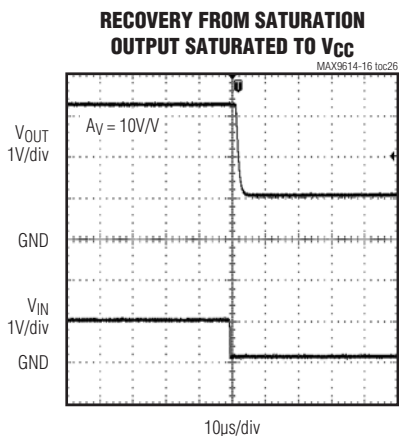 RECOVERY FROM SATURATION
OUTPUT SATURATED TO VCC
MAX9614-16 toc26
AV = 10V/V
VOUT
1V/div
GND
VIN
1V/div
GND
10µs/div